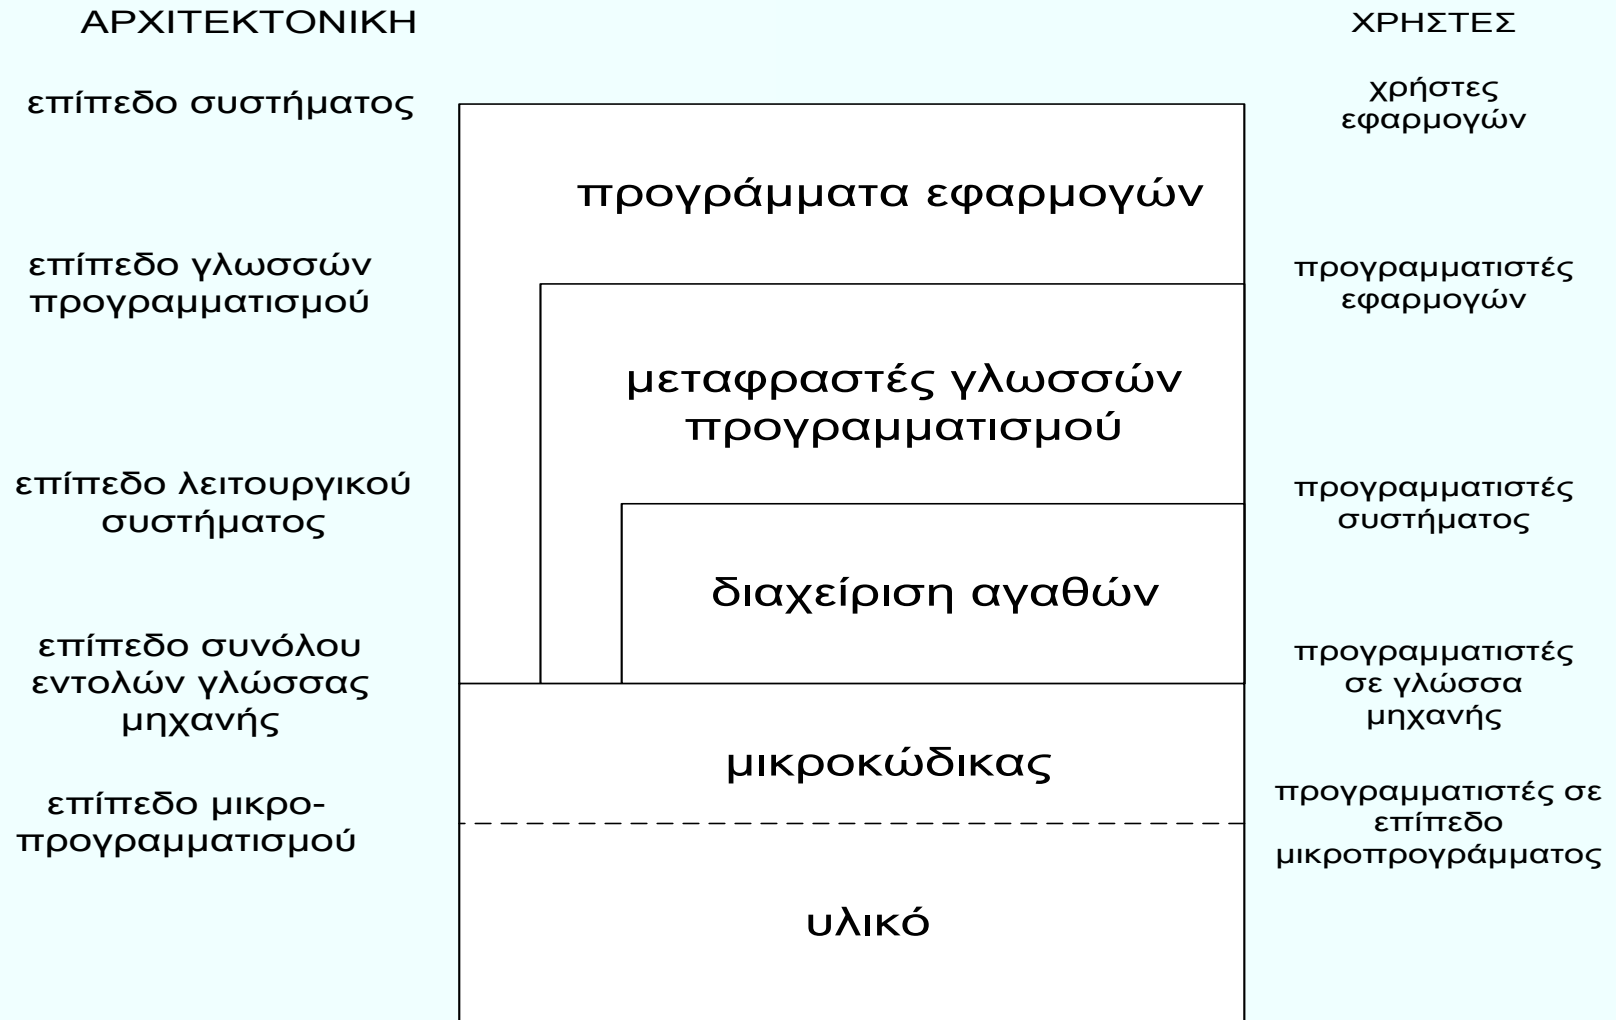 ΑΡΧΙΤΕΚΤΟΝΙΚΗ
ΧΡΗΣΤΕΣ
επίπεδο συστήματος
χρήστες
εφαρμογών
προγράμματα εφαρμογών
επίπεδο γλωσσών
προγραμματισμού
προγραμματιστές
εφαρμογών
μεταφραστές γλωσσών
προγραμματισμού
επίπεδο λειτουργικού
συστήματος
προγραμματιστές
συστήματος
διαχείριση αγαθών
επίπεδο συνόλου
εντολών γλώσσας
μηχανής
προγραμματιστές
σε γλώσσα
μηχανής
μικροκώδικας
επίπεδο μικρο-
προγραμματισμού
προγραμματιστές σε
επίπεδο
μικροπρογράμματος
υλικό